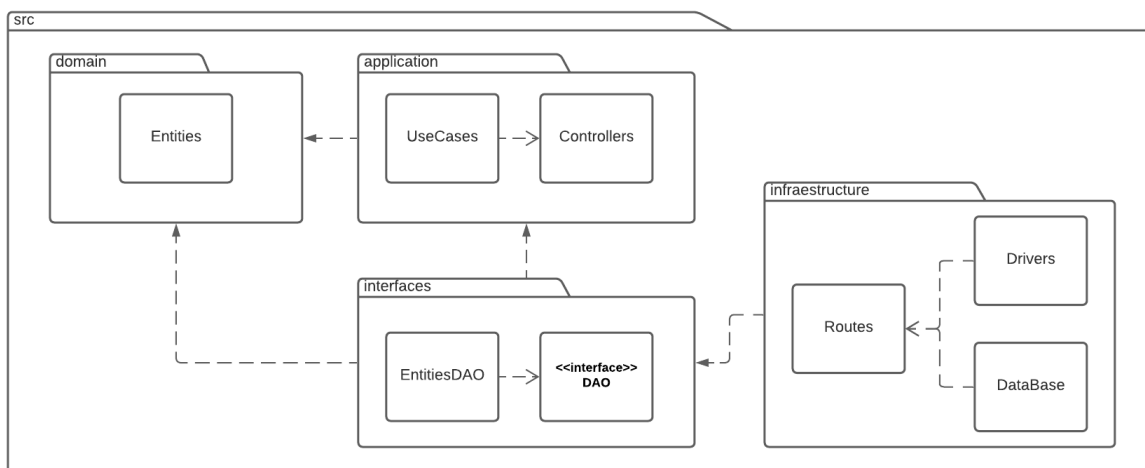 src
domain
Entities
application
UseCases
Controllers
interfaces
EntitiesDAO
<<interface>>
DAO
infraestructure
Routes
Drivers
DataBase